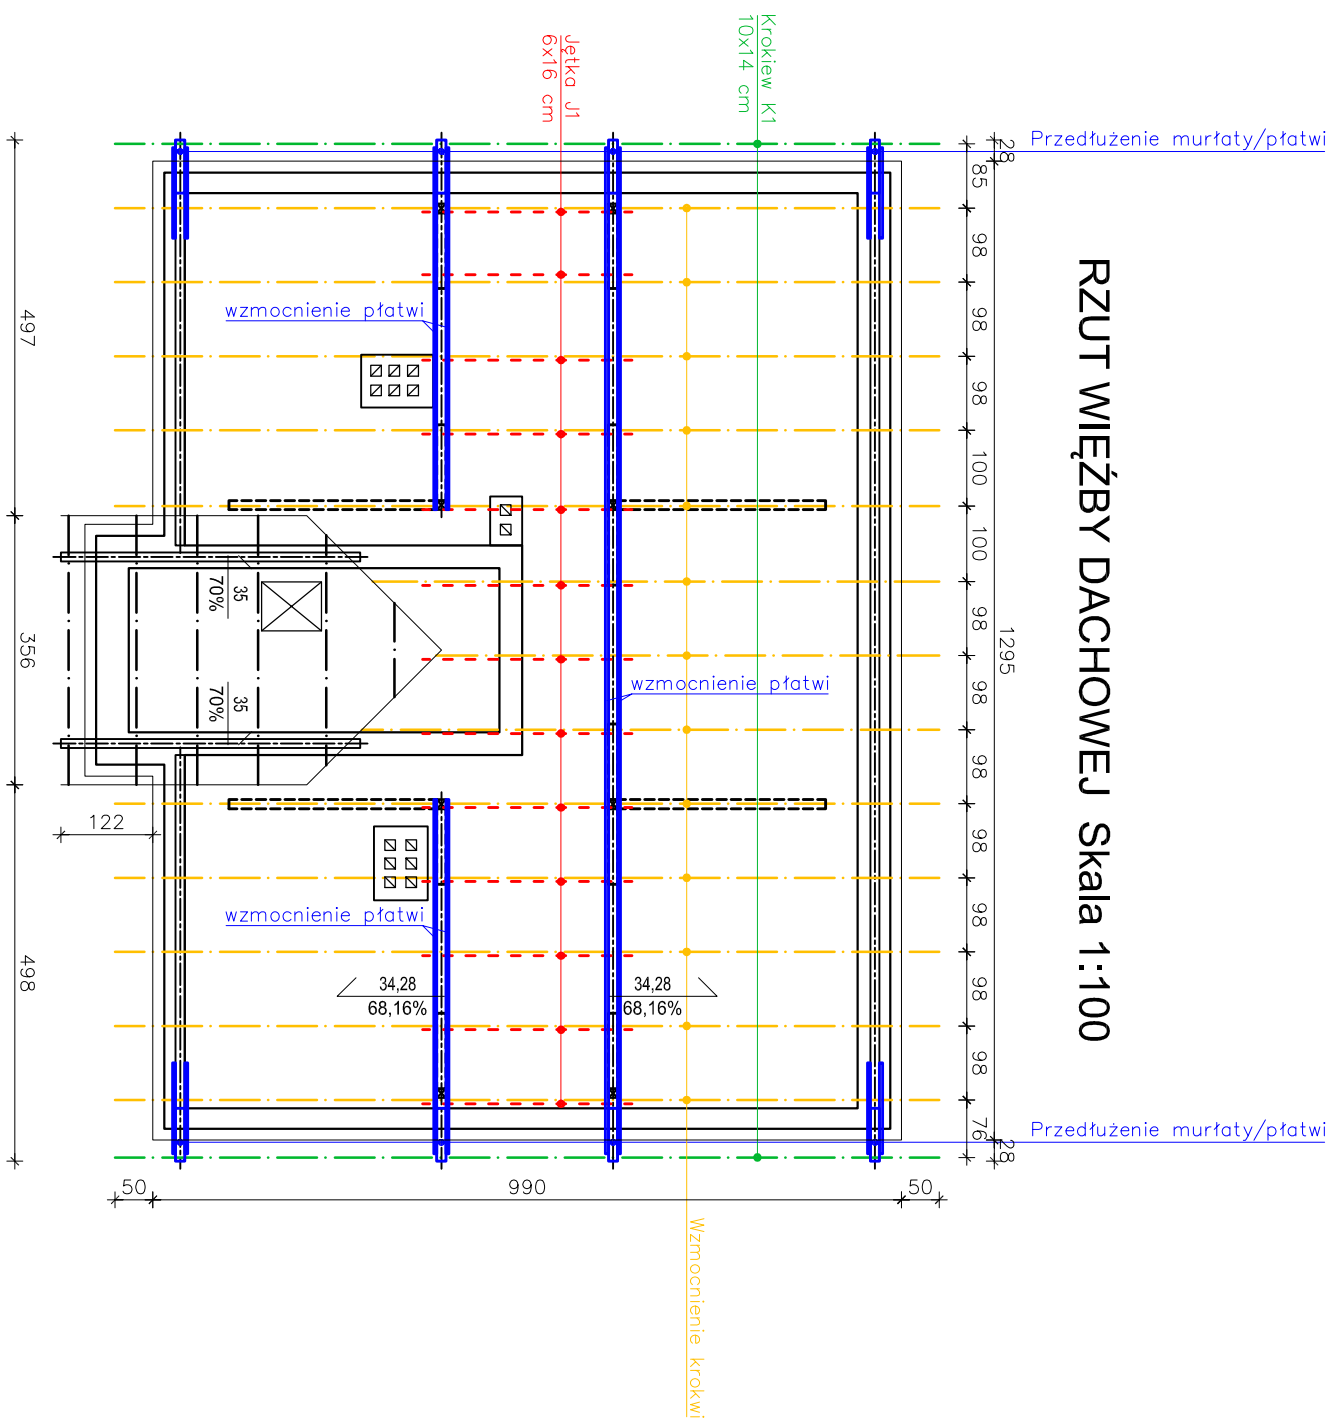 RZUT WIĘŹBY DACHOWEJ Skala 1:100
Krokiew K1
10x14 cm
Jętka J1
6x16 cm
Przedłużenie murłaty/płatwi
28
85
98
98
98
100
100
98
98
98
98
98
98
98
76
28
1295
wzmocnienie płatwi
wzmocnienie płatwi
wzmocnienie płatwi
35
70%
35
70%
34,28
68,16%
34,28
68,16%
497
356
498
122
Przedłużenie murłaty/płatwi
50
990
50
Wzmocnienie krokwi